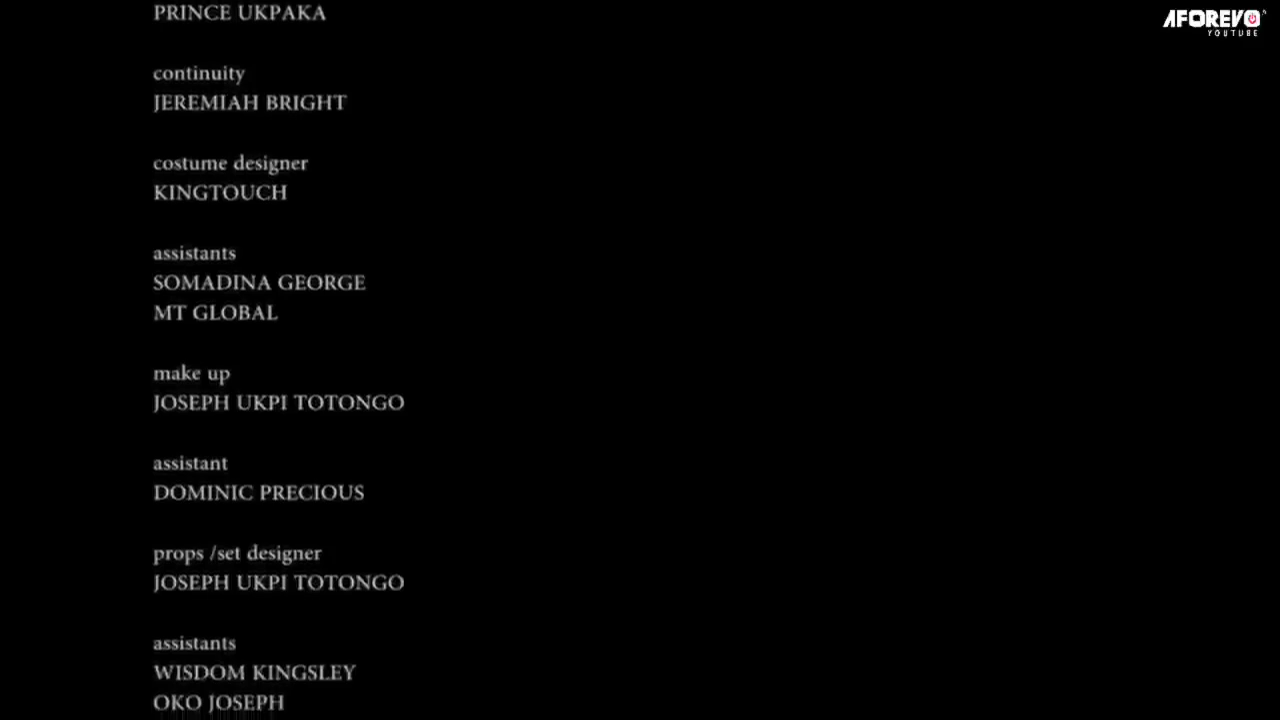 PRINCE UKPAKA
AFOREVO
YOUTUBE
continuity
JEREMIAH BRIGHT
costume designer
KINGTOUCH
assistants
SOMADINA GEORGE
MT GLOBAL
make up
JOSEPH UKPI TOTONGO
assistant
DOMINIC PRECIOUS
props /set designer
JOSEPH UKPI TOTONGO
assistants
WISDOM KINGSLEY
OKO JOSEPH